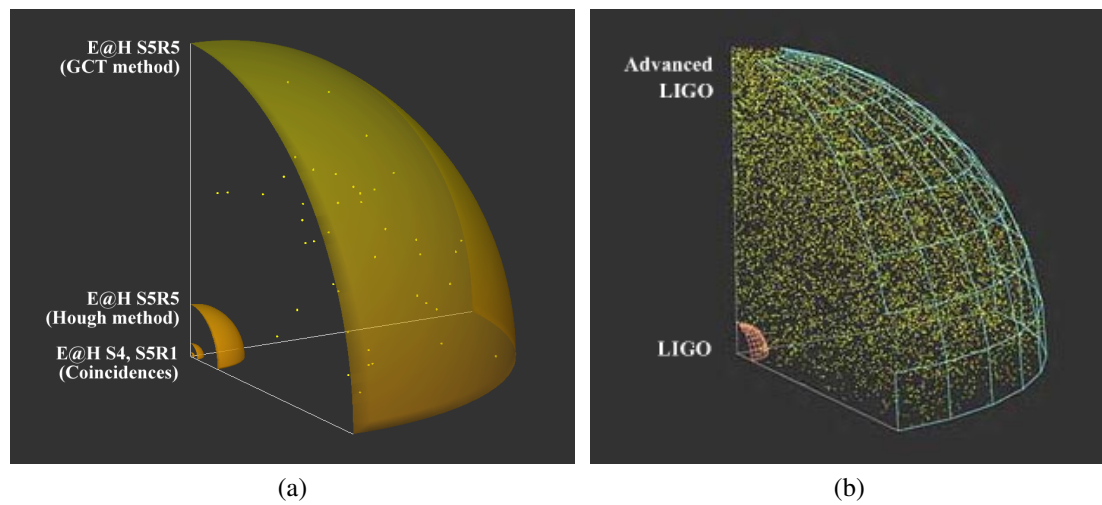 E@H S5R5
(GCT method)
E@H S5R5
(Hough method)
E@H S4, S5R1
(Coincidences)
(a)
Advanced
LIGO
LIGO
(b)